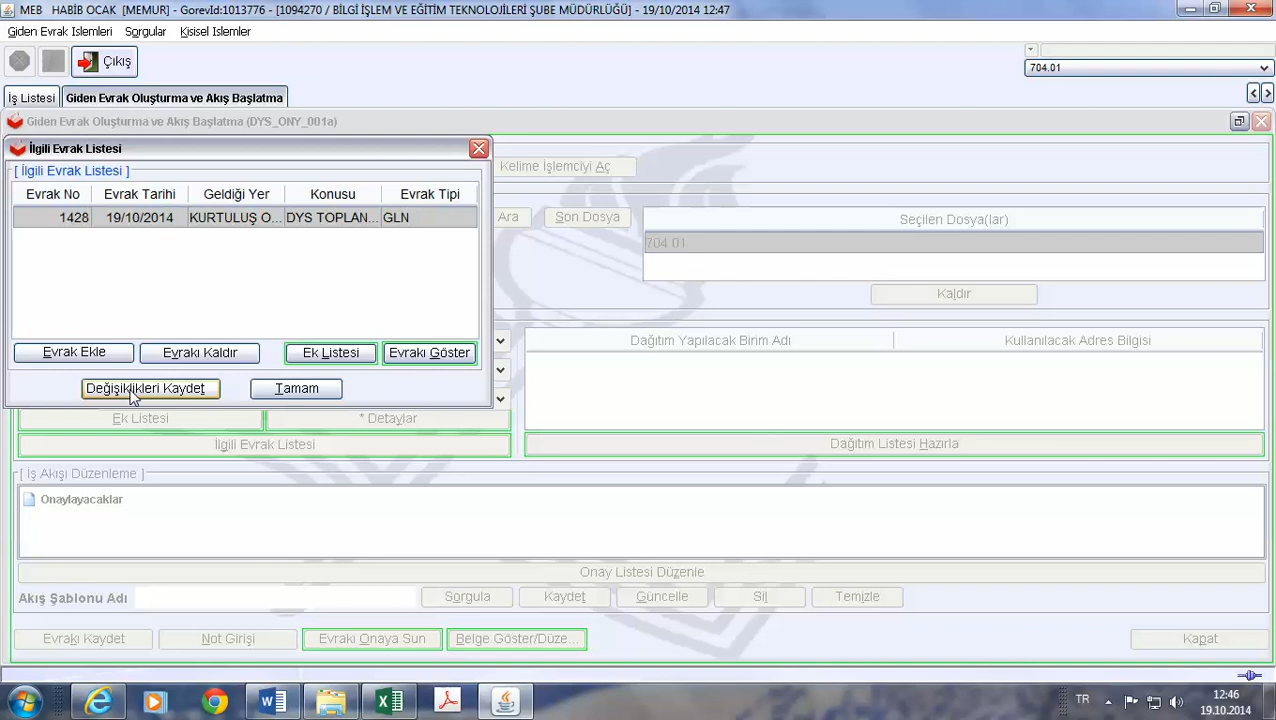 MEB HABİB OCAK [MEMUR] - GorevId:1013776 - [1094270 / BİLGİ İŞLEM VE EĞİTİM TEKNOLOJİLERİ ŞUBE MÜDÜRLÜĞÜ] - 19/10/2014 12:47
Giden Evrak Islemleri Sorgular Kisisel Islemler
Çıkış
704.01
İş Listesi Giden Evrak Oluşturma ve Akış Başlatma
Giden Evrak Oluşturma ve Akış Başlatma (DYS_ONY_001a)
İlgili Evrak Listesi
Kelime İşlemciyi Aç
[ İlgili Evrak Listesi ]
Evrak No Evrak Tarihi Geldiği Yer Konusu Evrak Tipi
1428 19/10/2014 KURTULUŞ O... DYS TOPLAN... GLN
Ara Son Dosya Seçilen Dosya(lar)
704.01
Kaldır
Dağıtım Yapılacak Birim Adı Kullanılacak Adres Bilgisi
Evrak Ekle Evrakı Kaldır Ek Listesi Evrakı Göster
Değişiklikleri Kaydet Tamam
Ek Listesi * Detaylar
İlgili Evrak Listesi Dağıtım Listesi Hazırla
[ İş Akışı Düzenleme ]
Onaylayacaklar
Onay Listesi Düzenle
Akış Şablonu Adı Sorgula Kaydet Güncelle Sil Temizle
Evrakı Kaydet Not Girişi Evrakı Onaya Sun Belge Göster/Düze... Kapat
TR 12:46
19.10.2014